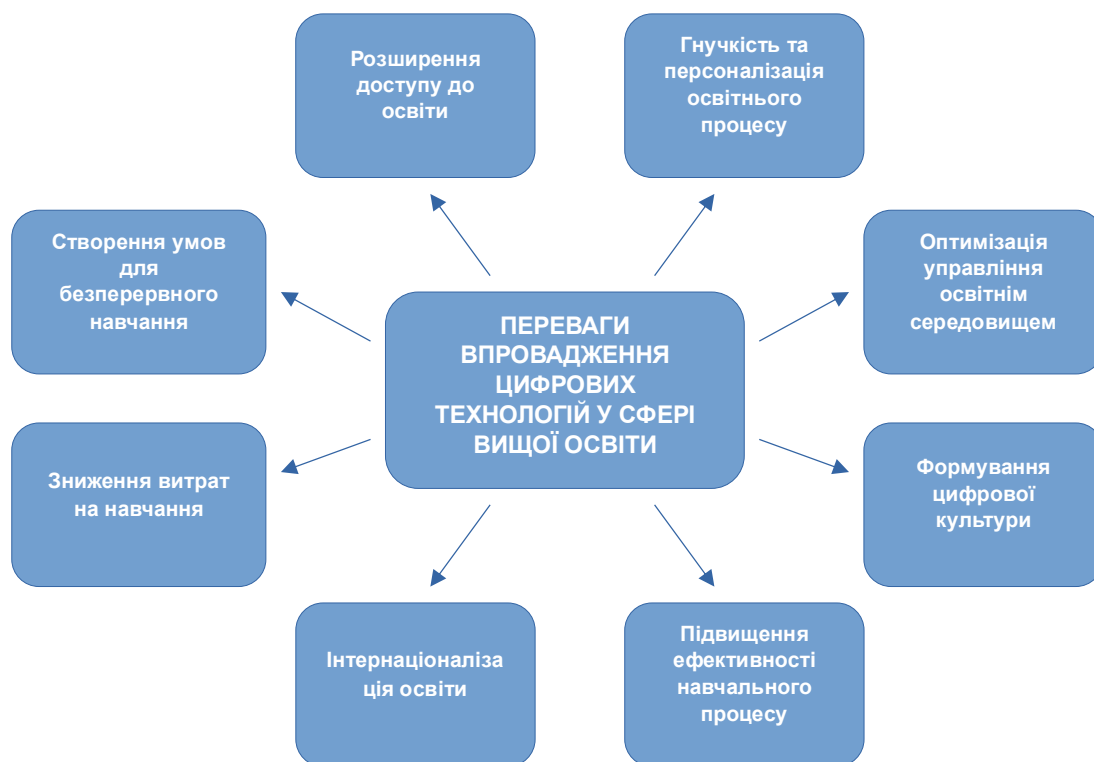 Розширення
доступу до
освіти
Гнучкість та
персоналізація
освітнього
процесу
Створення умов
для
безперервного
навчання
Оптимізація
управління
освітнім
середовищем
ПЕРЕВАГИ
ВПРОВАДЖЕННЯ
ЦИФРОВИХ
ТЕХНОЛОГІЙ У СФЕРІ
ВИЩОЇ ОСВІТИ
Зниження витрат
на навчання
Формування
цифрової
культури
Інтернаціоналіза
ція освіти
Підвищення
ефективності
навчального
процесу